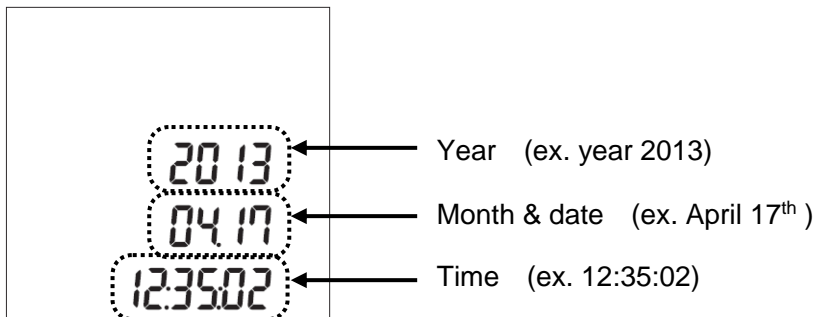 2013 Year (ex. year 2013)
04.17 Month & date (ex. April 17th )
12:35:02 Time (ex. 12:35:02)